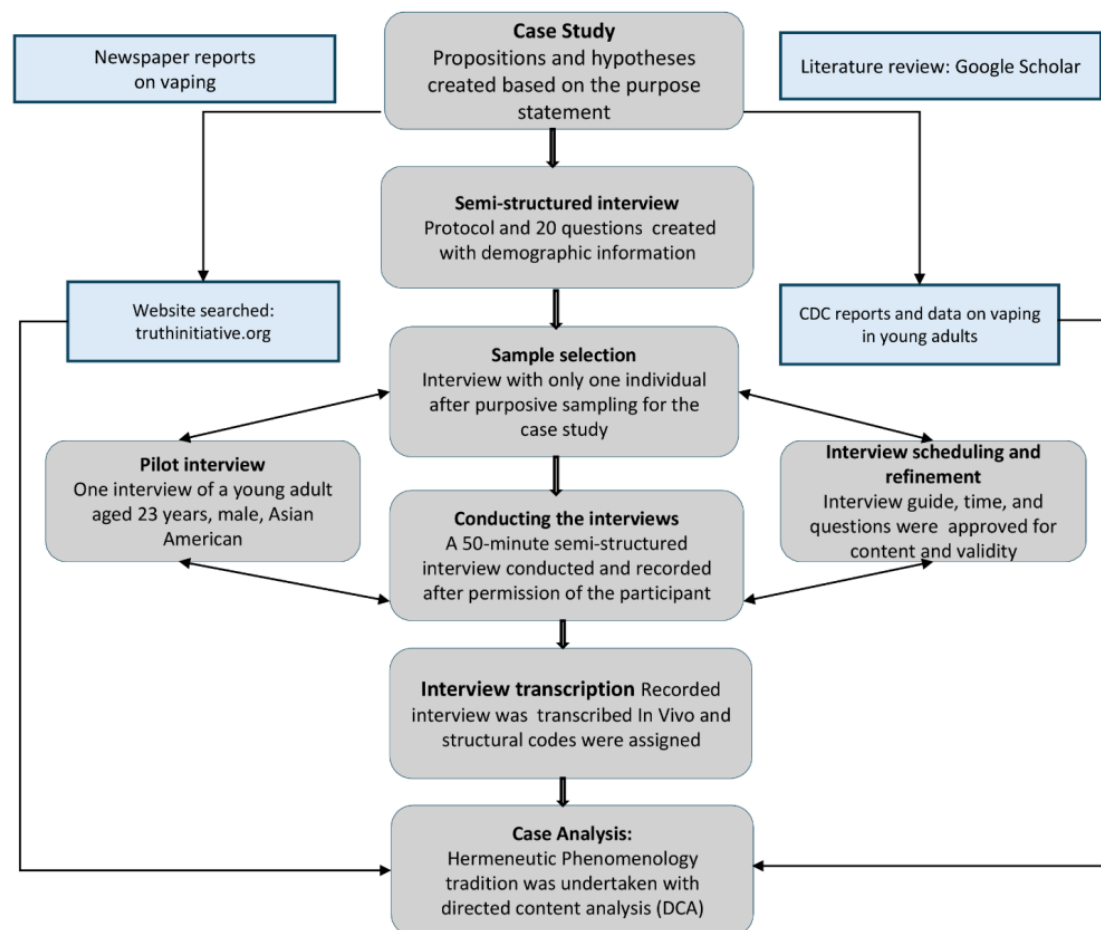 Case Study
Propositions and hypotheses
created based on the purpose
statement
Newspaper reports
on vaping
Literature review: Google Scholar
Semi-structured interview
Protocol and 20 questions created
with demographic information
Website searched:
truthinitiative.org
CDC reports and data on vaping
in young adults
Sample selection
Interview with only one individual
after purposive sampling for the
case study
Pilot interview
One interview of a young adult
aged 23 years, male, Asian
American
Interview scheduling and
refinement
Interview guide, time, and
questions were approved for
content and validity
Conducting the interviews
A 50-minute semi-structured
interview conducted and recorded
after permission of the participant
Interview transcription Recorded
interview was transcribed In Vivo and
structural codes were assigned
Case Analysis:
Hermeneutic Phenomenology
tradition was undertaken with
directed content analysis (DCA)